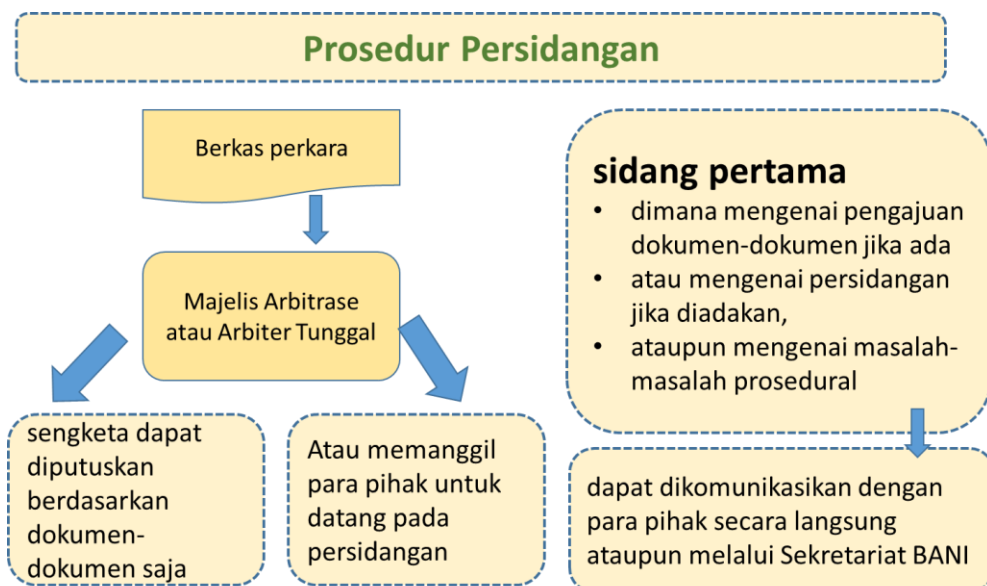 Prosedur Persidangan
Berkas perkara
Majelis Arbitrase
atau Arbiter Tunggal
sengketa dapat
diputuskan
berdasarkan
dokumen-
dokumen saja
Atau memanggil
para pihak untuk
datang pada
persidangan
sidang pertama
• dimana mengenai pengajuan
dokumen-dokumen jika ada
• atau mengenai persidangan
jika diadakan,
• ataupun mengenai masalah-
masalah prosedural
dapat dikomunikasikan dengan
para pihak secara langsung
ataupun melalui Sekretariat BANI